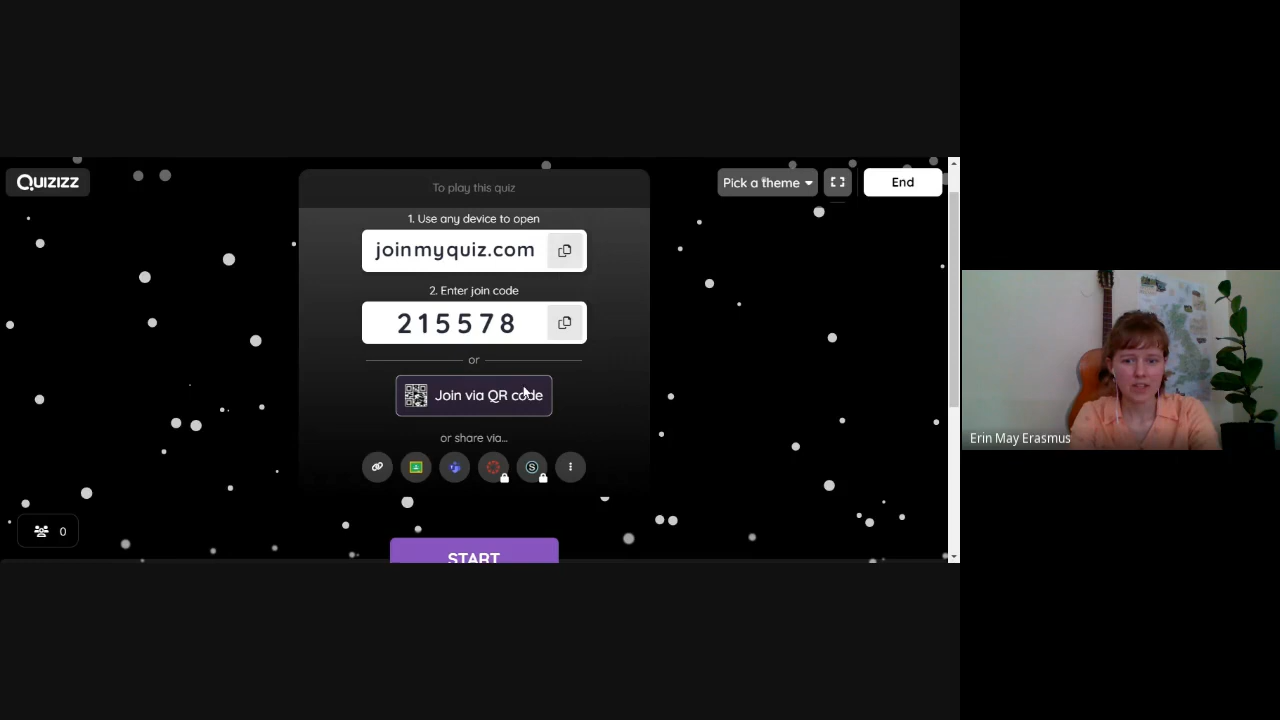 Quizizz
To play this quiz
Pick a theme
End
1. Use any device to open
joinmyquiz.com
2. Enter join code
215578
or
Join via QR code
or share via...
S
0
START
Erin May Erasmus